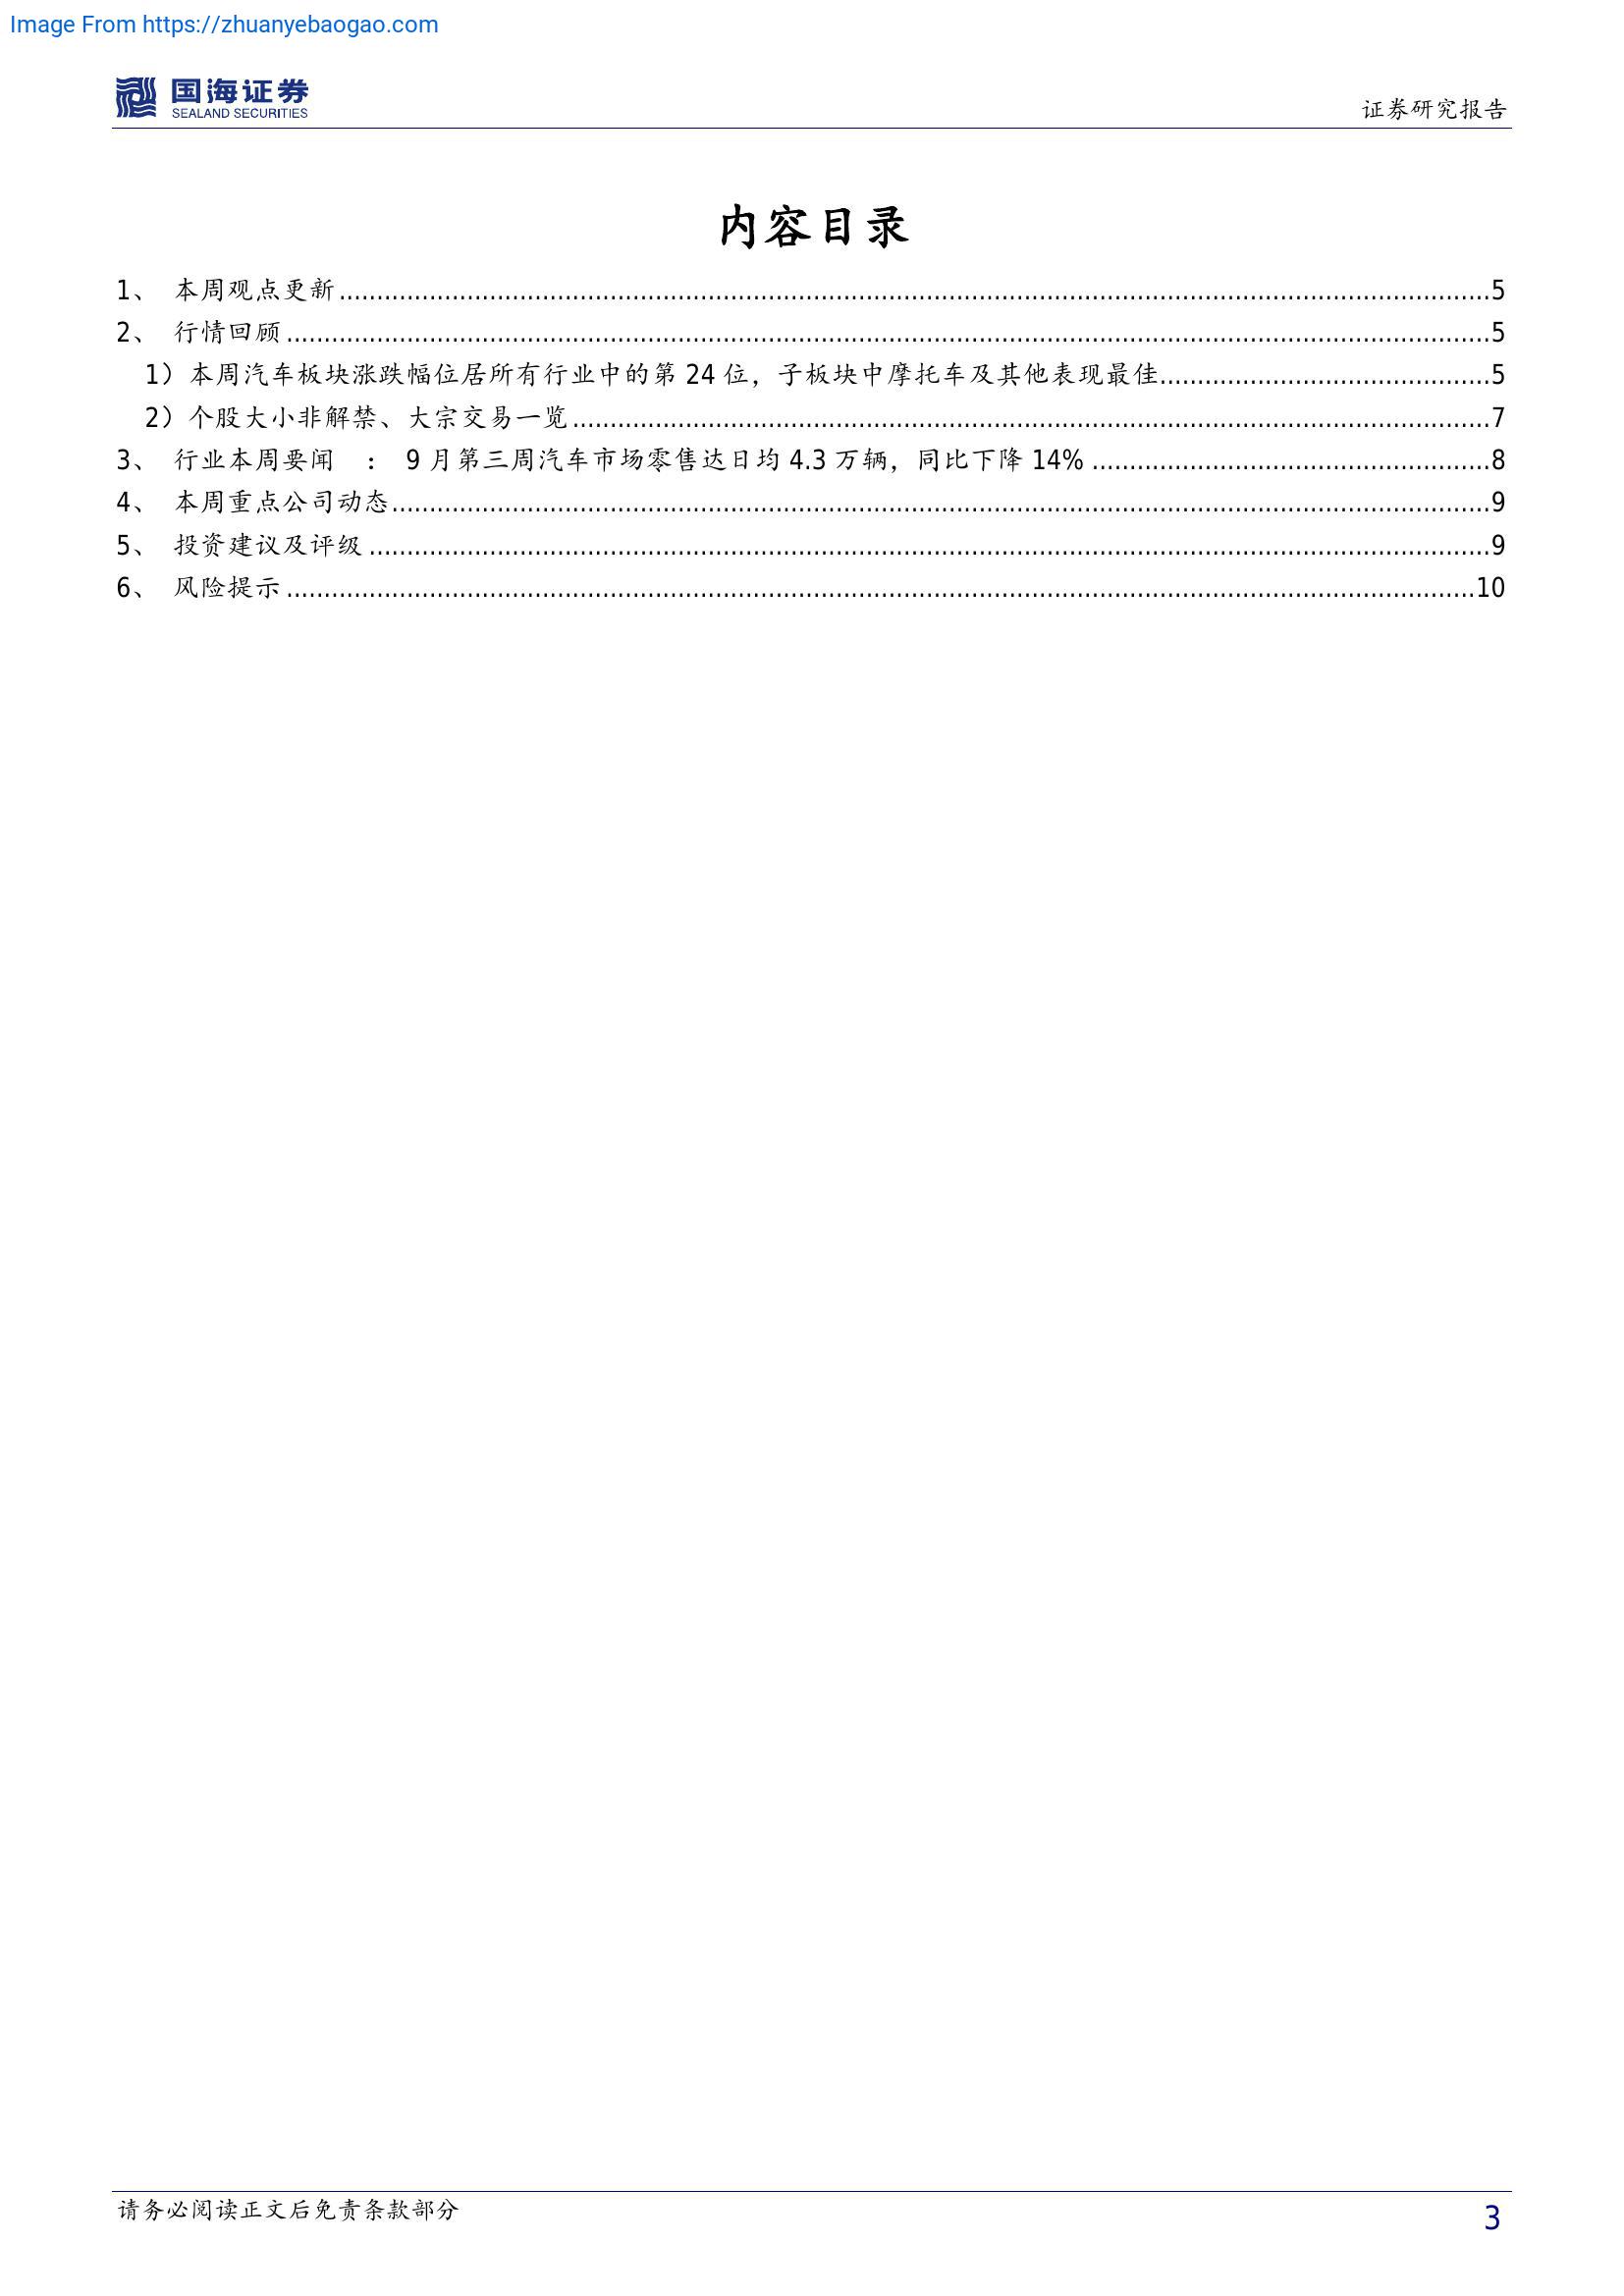 Image From https://zhuanyebaogao.com
国海证券
SEALAND SECURITIES
证券研究报告
内容目录
1、 本周观点更新.....5
2、 行情回顾.....5
1）本周汽车板块涨跌幅位居所有行业中的第 24 位，子板块中摩托车及其他表现最佳.....5
2）个股大小非解禁、大宗交易一览.....7
3、 行业本周要闻 ： 9 月第三周汽车市场零售达日均 4.3 万辆，同比下降 14%.....8
4、 本周重点公司动态.....9
5、 投资建议及评级.....9
6、 风险提示.....10
请务必阅读正文后免责条款部分
3